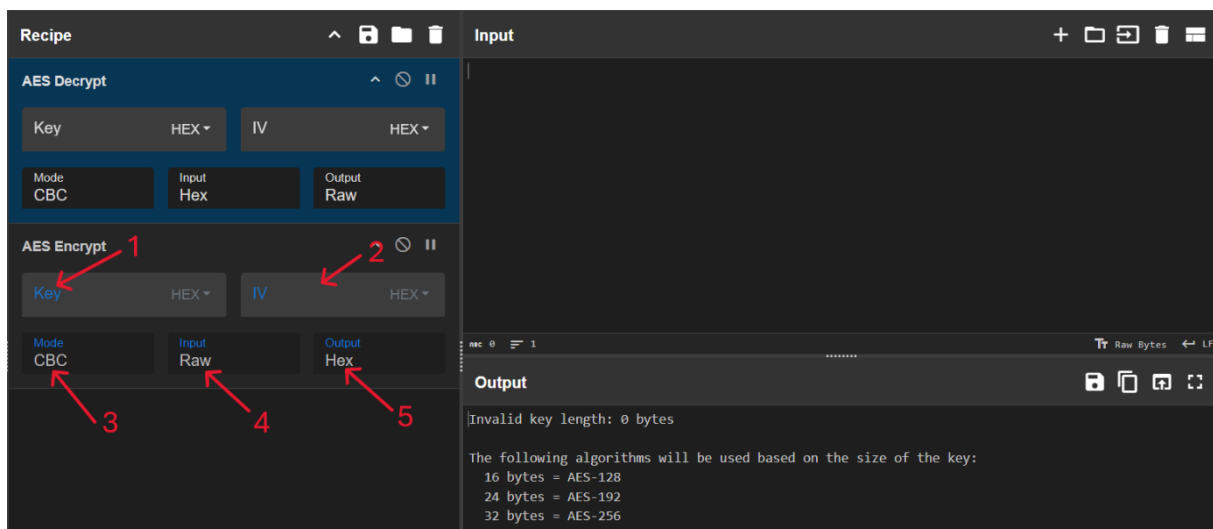 Recipe
AES Decrypt
Key HEX IV HEX
Mode Input Output
CBC Hex Raw
AES Encrypt 1 2
Key HEX IV HEX
Mode Input Output
CBC Raw Hex
3 4 5
Input
ABC 0 1 Tт Raw Bytes LF
Output
Invalid key length: 0 bytes
The following algorithms will be used based on the size of the key:
16 bytes = AES-128
24 bytes = AES-192
32 bytes = AES-256